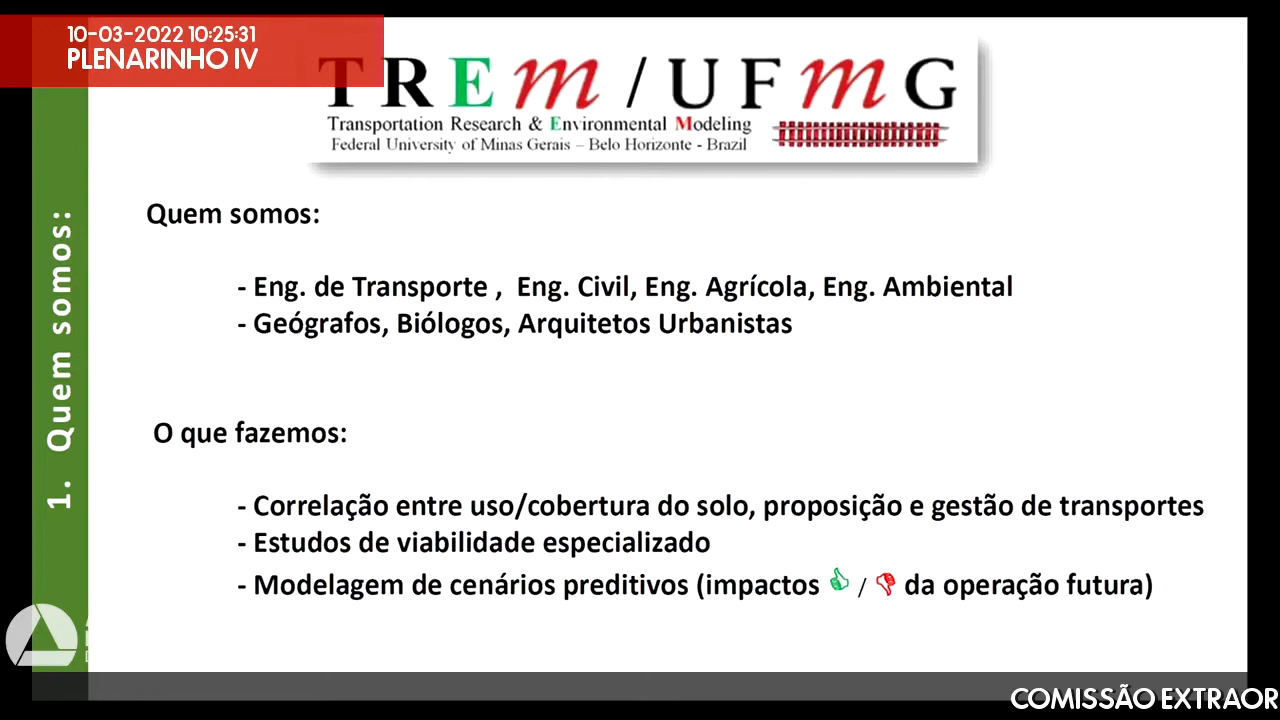 10-03-2022 10:25:31
PLENARINHO IV
TREm/UFmG
Transportation Research & Environmental Modeling
Federal University of Minas Gerais – Belo Horizonte - Brazil
1. Quem somos:
Quem somos:
- Eng. de Transporte , Eng. Civil, Eng. Agrícola, Eng. Ambiental
- Geógrafos, Biólogos, Arquitetos Urbanistas
O que fazemos:
- Correlação entre uso/cobertura do solo, proposição e gestão de transportes
- Estudos de viabilidade especializado
- Modelagem de cenários preditivos (impactos 👍 / 👎 da operação futura)
COMISSÃO EXTRAOR